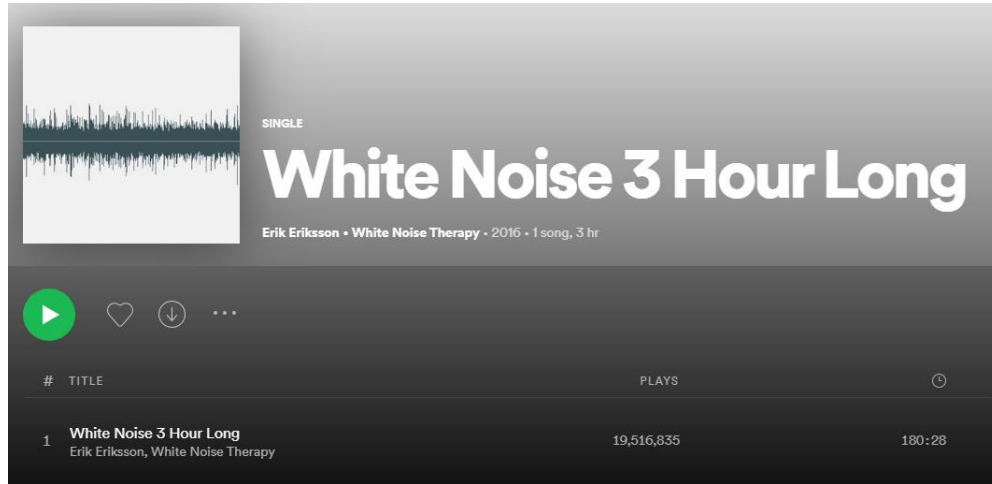 SINGLE
White Noise 3 Hour Long
Erik Eriksson • White Noise Therapy • 2016 • 1 song, 3 hr
# TITLE PLAYS
1 White Noise 3 Hour Long 19,516,835 180:28
Erik Eriksson, White Noise Therapy